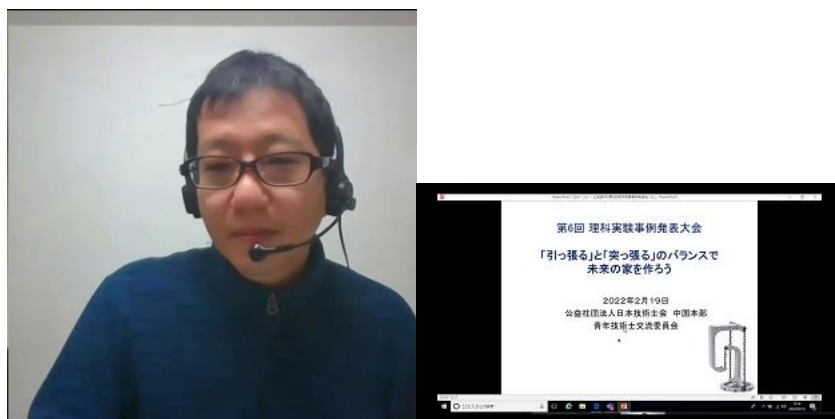 第6回 理科実験事例発表大会
「引っ張る」と「突っ張る」のバランスで
未来の家を作ろう
2022年2月19日
公益社団法人日本技術士会 中国本部
青年技術士交流委員会